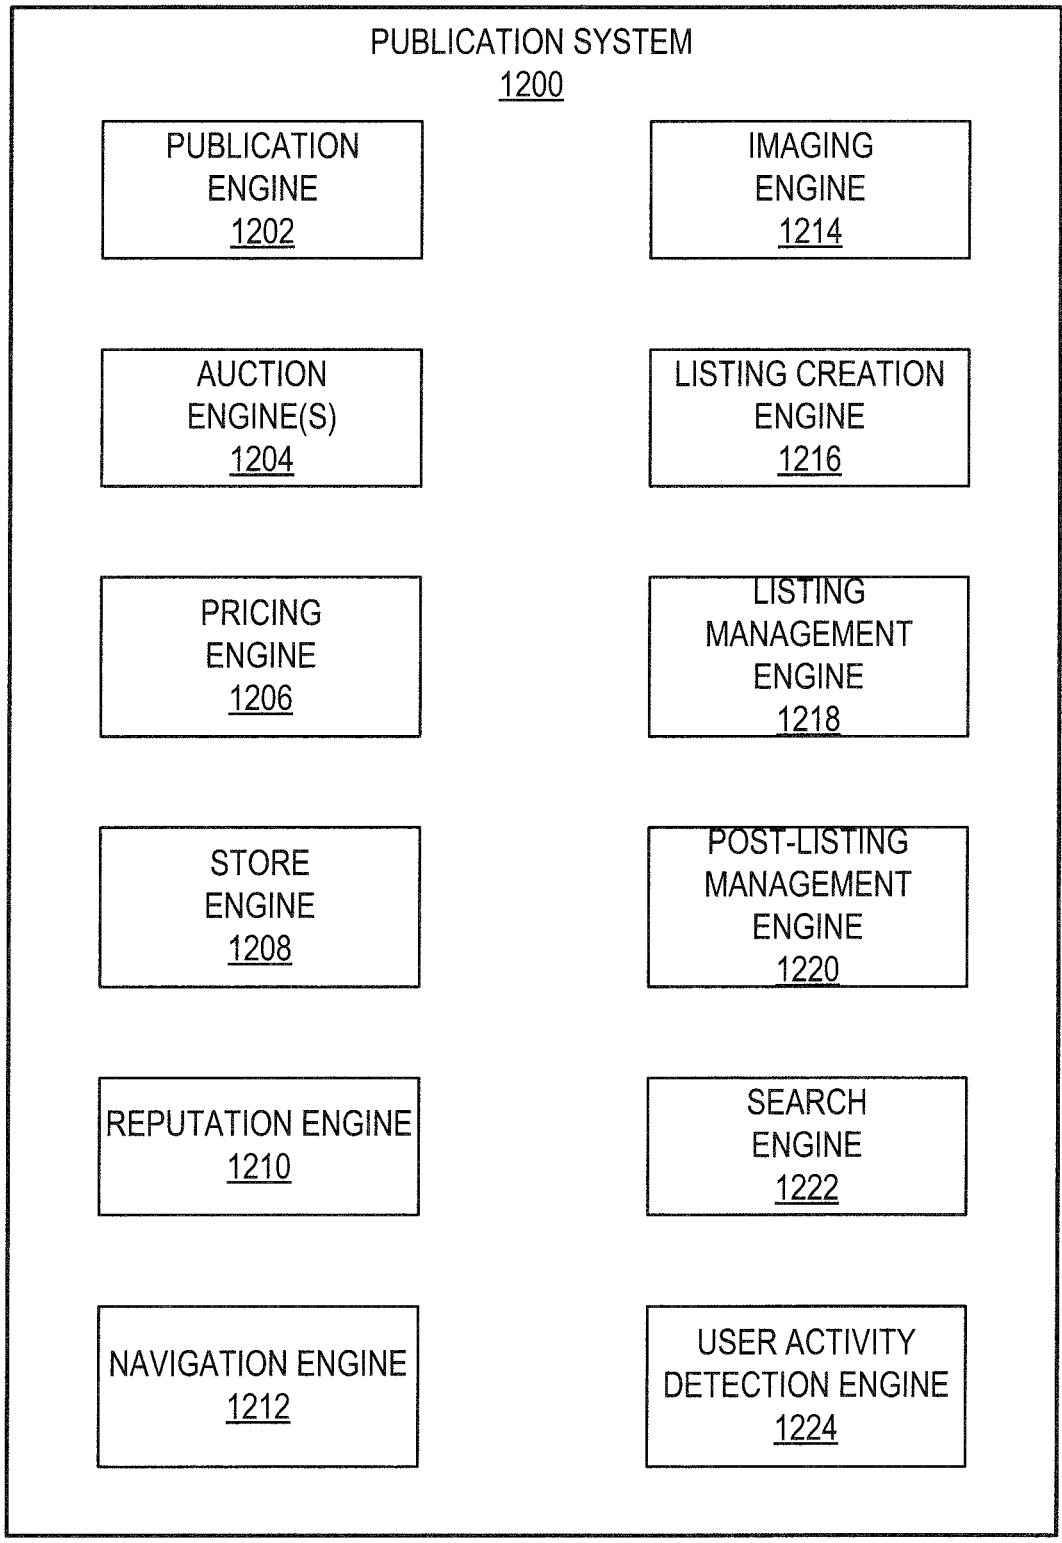 PUBLICATION SYSTEM
1200
PUBLICATION
ENGINE
1202
IMAGING
ENGINE
1214
AUCTION
ENGINE(S)
1204
LISTING CREATION
ENGINE
1216
PRICING
ENGINE
1206
LISTING
MANAGEMENT
ENGINE
1218
STORE
ENGINE
1208
POST-LISTING
MANAGEMENT
ENGINE
1220
REPUTATION ENGINE
1210
SEARCH
ENGINE
1222
NAVIGATION ENGINE
1212
USER ACTIVITY
DETECTION ENGINE
1224